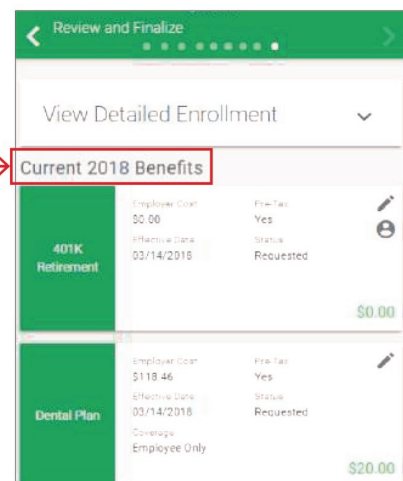 Review and Finalize
View Detailed Enrollment
Current 2018 Benefits
401K
Retirement
Employer Cost
$0.00
Pre-Tax
Yes
Effective Date
03/14/2018
Status
Requested
$0.00
Dental Plan
Employer Cost
$118.46
Pre-Tax
Yes
Effective Date
03/14/2018
Status
Requested
Coverage
Employee Only
$20.00